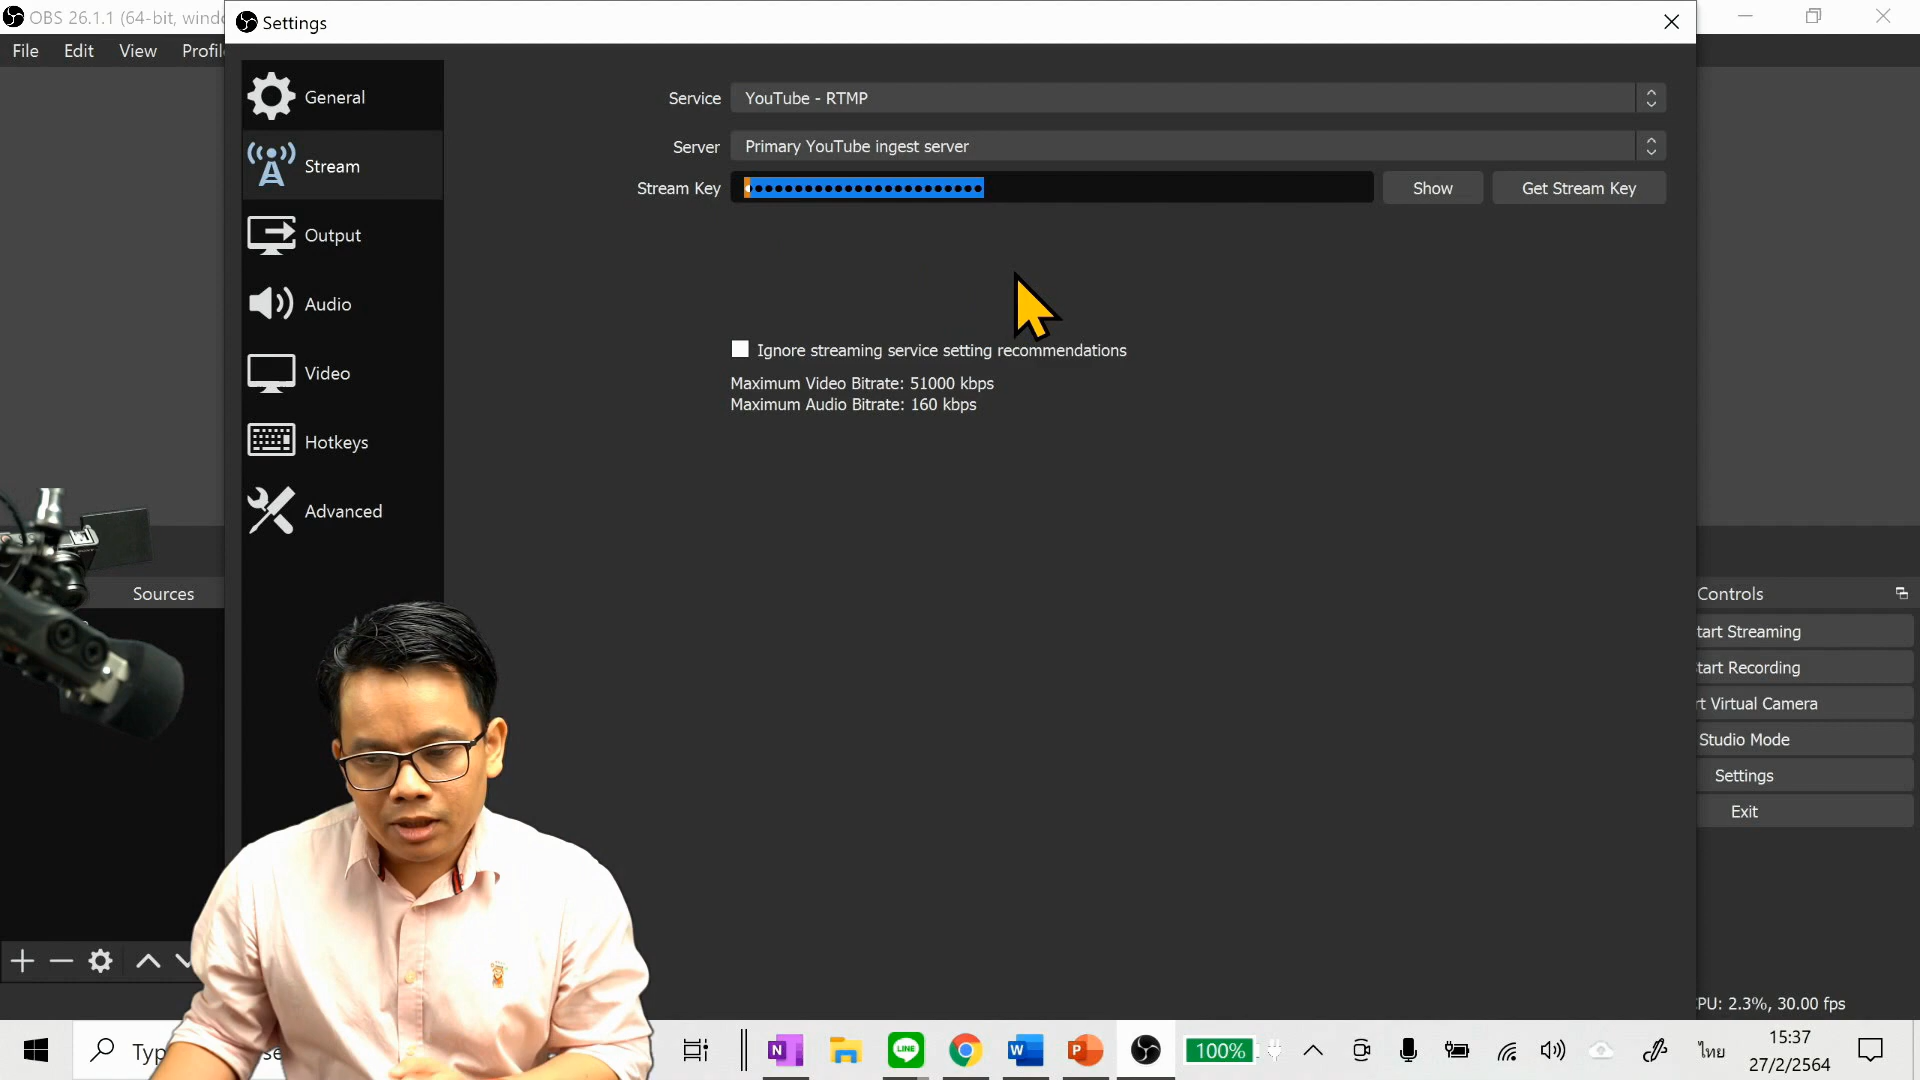 OBS 26.1.1 (64-bit, windo
Settings
File Edit View Profil
General
Stream
Output
Audio
Video
Hotkeys
Advanced
Service YouTube - RTMP
Server Primary YouTube ingest server
Stream Key ●●●●●●●●●●●●●●●●●●●●●●●● Show Get Stream Key
Ignore streaming service setting recommendations
Maximum Video Bitrate: 51000 kbps
Maximum Audio Bitrate: 160 kbps
Sources
Controls
tart Streaming
tart Recording
rt Virtual Camera
Studio Mode
Settings
Exit
PU: 2.3%, 30.00 fps
Typ se
N
LINE
W
P
100%
ไทย
15:37
27/2/2564